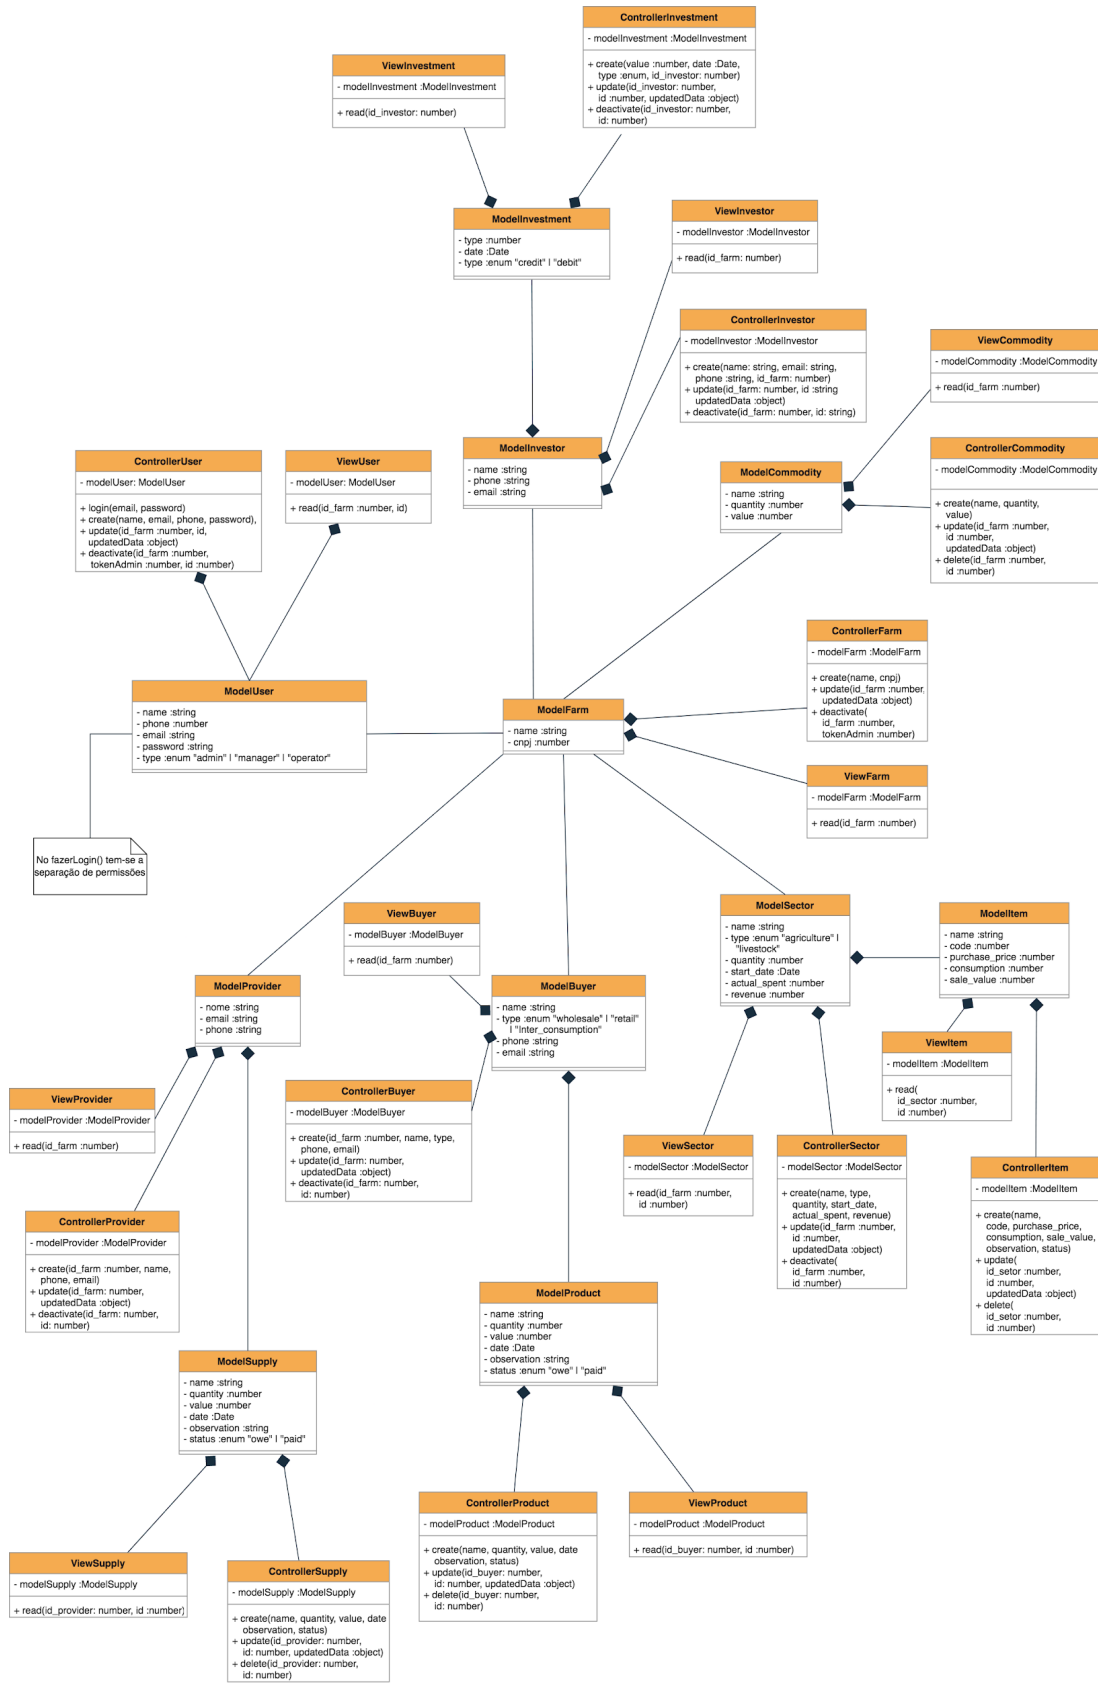 ControllerInvestment
- modelInvestment :ModelInvestment
+ create(value :number, date :Date,
type :enum, id_investor: number)
+ update(id_investor: number,
id :number, updatedData :object)
+ deactivate(id_investor: number,
id: number)
ViewInvestment
- modelInvestment :ModelInvestment
+ read(id_investor: number)
ModelInvestment
- type :number
- date :Date
- type :enum "credit" | "debit"
ViewInvestor
- modelInvestor :ModelInvestor
+ read(id_farm: number)
ControllerInvestor
- modelInvestor :ModelInvestor
+ create(name: string, email: string,
phone :string, id_farm: number)
+ update(id_farm: number, id :string
updatedData :object)
+ deactivate(id_farm: number, id: string)
ViewCommodity
- modelCommodity :ModelCommodity
+ read(id_farm :number)
ModelInvestor
- name :string
- phone :string
- email :string
ControllerUser
- modelUser: ModelUser
+ login(email, password)
+ create(name, email, phone, password),
+ update(id_farm :number, id,
updatedData :object)
+ deactivate(id_farm :number,
tokenAdmin :number, id :number)
ViewUser
- modelUser: ModelUser
+ read(id_farm :number, id)
ModelCommodity
- name :string
- quantity :number
- value :number
ControllerCommodity
- modelCommodity :ModelCommodity
+ create(name, quantity,
value)
+ update(id_farm :number,
id :number,
updatedData :object)
+ delete(id_farm :number,
id :number)
ControllerFarm
- modelFarm :ModelFarm
+ create(name, cnpj)
+ update(id_farm :number,
updatedData :object)
+ deactivate(
id_farm :number,
tokenAdmin :number)
ModelUser
- name :string
- phone :number
- email :string
- password :string
- type :enum "admin" | "manager" | "operator"
ModelFarm
- name :string
- cnpj :number
ViewFarm
- modelFarm :ModelFarm
+ read(id_farm :number)
No fazerLogin() tem-se a
separação de permissões
ViewBuyer
- modelBuyer :ModelBuyer
+ read(id_farm :number)
ModelSector
- name :string
- type :enum "agriculture" |
"livestock"
- quantity :number
- start_date :Date
- actual_spent :number
- revenue :number
ModelItem
- name :string
- code :number
- purchase_price :number
- consumption :number
- sale_value :number
ModelProvider
- nome :string
- email :string
- phone :string
ModelBuyer
- name :string
- type :enum "wholesale" | "retail"
| "Inter_consumption"
- phone :string
- email :string
ViewItem
- modelItem :ModelItem
+ read(
id_sector :number,
id :number)
ViewProvider
- modelProvider :ModelProvider
+ read(id_farm :number)
ControllerBuyer
- modelBuyer :ModelBuyer
+ create(id_farm :number, name, type,
phone, email)
+ update(id_farm: number,
updatedData :object)
+ deactivate(id_farm: number,
id: number)
ViewSector
- modelSector :ModelSector
+ read(id_farm :number,
id :number)
ControllerSector
- modelSector :ModelSector
+ create(name, type,
quantity, start_date,
actual_spent, revenue)
+ update(id_farm :number,
id :number,
updatedData :object)
+ deactivate(
id_farm :number,
id :number)
ControllerItem
- modelItem :ModelItem
+ create(name,
code, purchase_price,
consumption, sale_value,
observation, status)
+ update(
id_setor :number,
id :number,
updatedData :object)
+ delete(
id_setor :number,
id :number)
ControllerProvider
- modelProvider :ModelProvider
+ create(id_farm :number, name,
phone, email)
+ update(id_farm: number,
updatedData :object)
+ deactivate(id_farm: number,
id: number)
ModelProduct
- name :string
- quantity :number
- value :number
- date :Date
- observation :string
- status :enum "owe" | "paid"
ModelSupply
- name :string
- quantity :number
- value :number
- date :Date
- observation :string
- status :enum "owe" | "paid"
ControllerProduct
- modelProduct :ModelProduct
+ create(name, quantity, value, date
observation, status)
+ update(id_buyer: number,
id: number, updatedData :object)
+ delete(id_buyer: number,
id: number)
ViewProduct
- modelProduct :ModelProduct
+ read(id_buyer: number, id :number)
ViewSupply
- modelSupply :ModelSupply
+ read(id_provider: number, id :number)
ControllerSupply
- modelSupply :ModelSupply
+ create(name, quantity, value, date
observation, status)
+ update(id_provider: number,
id: number, updatedData :object)
+ delete(id_provider: number,
id: number)